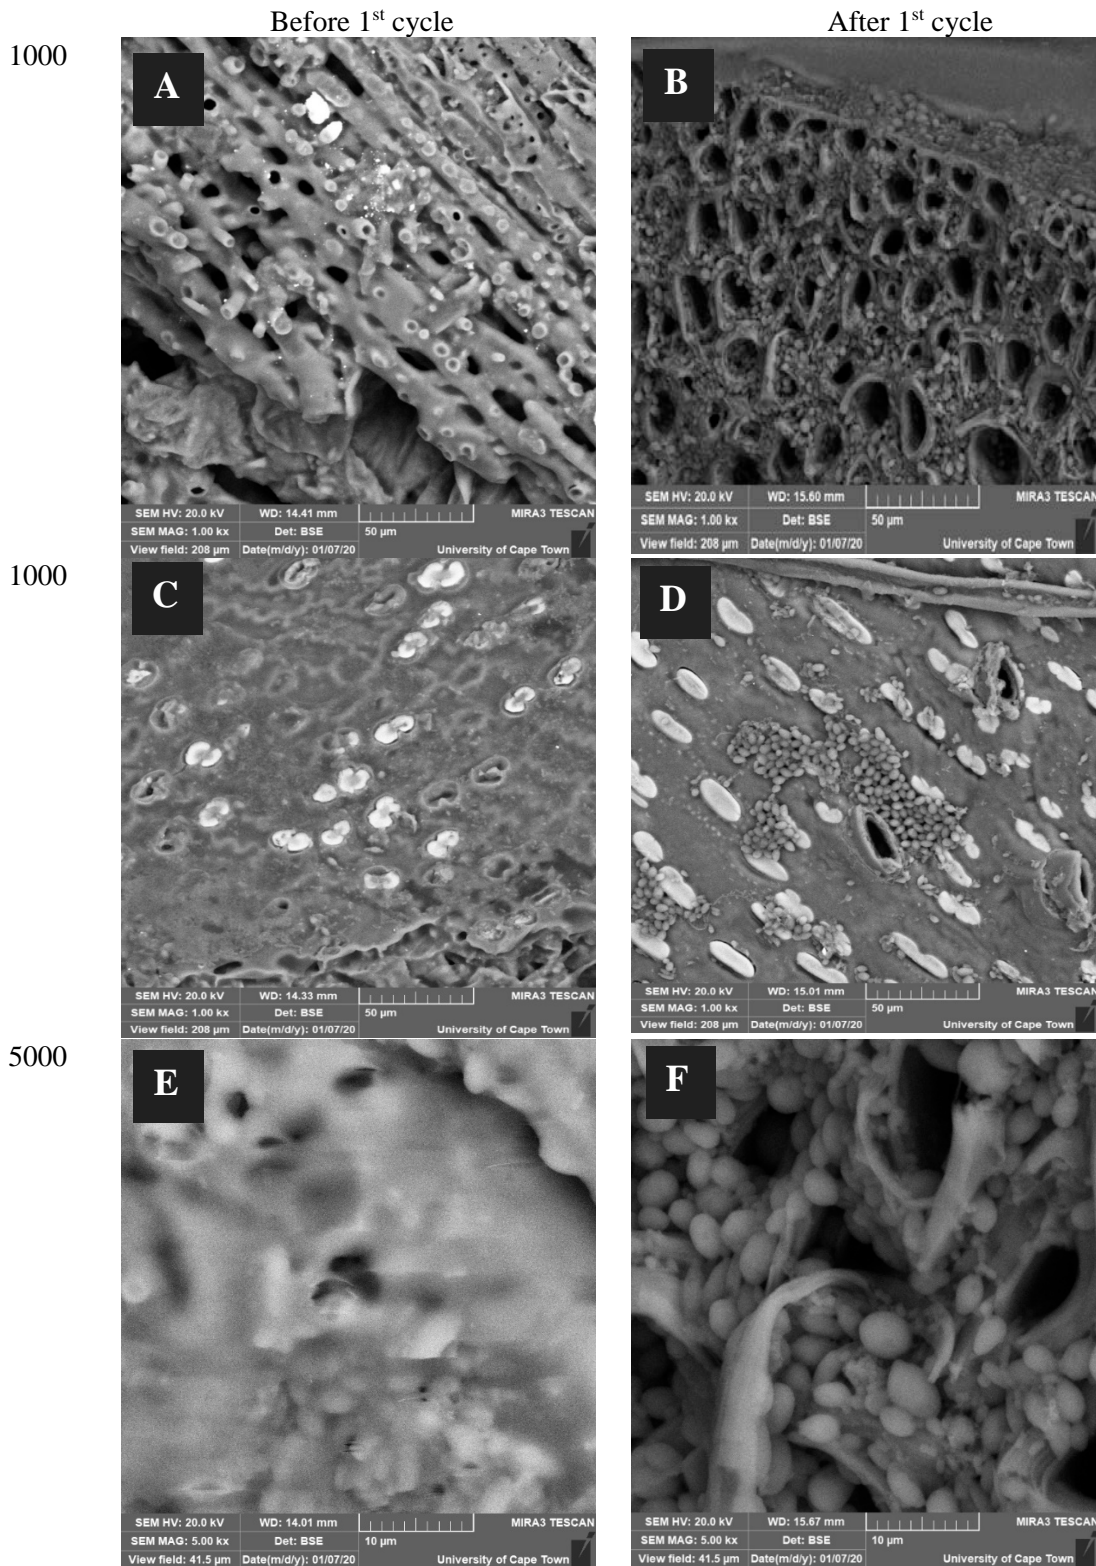 Before 1st cycle
After 1st cycle
1000
A
B
SEM HV: 20.0 kV WD: 14.41 mm MIRA3 TESCAN
SEM MAG: 1.00 kx Det: BSE 50 µm
View field: 208 µm Date(m/d/y): 01/07/20 University of Cape Town
SEM HV: 20.0 kV WD: 15.60 mm MIRA3 TESCAN
SEM MAG: 1.00 kx Det: BSE 50 µm
View field: 208 µm Date(m/d/y): 01/07/20 University of Cape Town
1000
C
D
SEM HV: 20.0 kV WD: 14.33 mm MIRA3 TESCAN
SEM MAG: 1.00 kx Det: BSE 50 µm
View field: 208 µm Date(m/d/y): 01/07/20 University of Cape Town
SEM HV: 20.0 kV WD: 15.01 mm MIRA3 TESCAN
SEM MAG: 1.00 kx Det: BSE 50 µm
View field: 208 µm Date(m/d/y): 01/07/20 University of Cape Town
5000
E
F
SEM HV: 20.0 kV WD: 14.01 mm MIRA3 TESCAN
SEM MAG: 5.00 kx Det: BSE 10 µm
View field: 41.5 µm Date(m/d/y): 01/07/20 University of Cape Town
SEM HV: 20.0 kV WD: 15.67 mm MIRA3 TESCAN
SEM MAG: 5.00 kx Det: BSE 10 µm
View field: 41.5 µm Date(m/d/y): 01/07/20 University of Cape Town